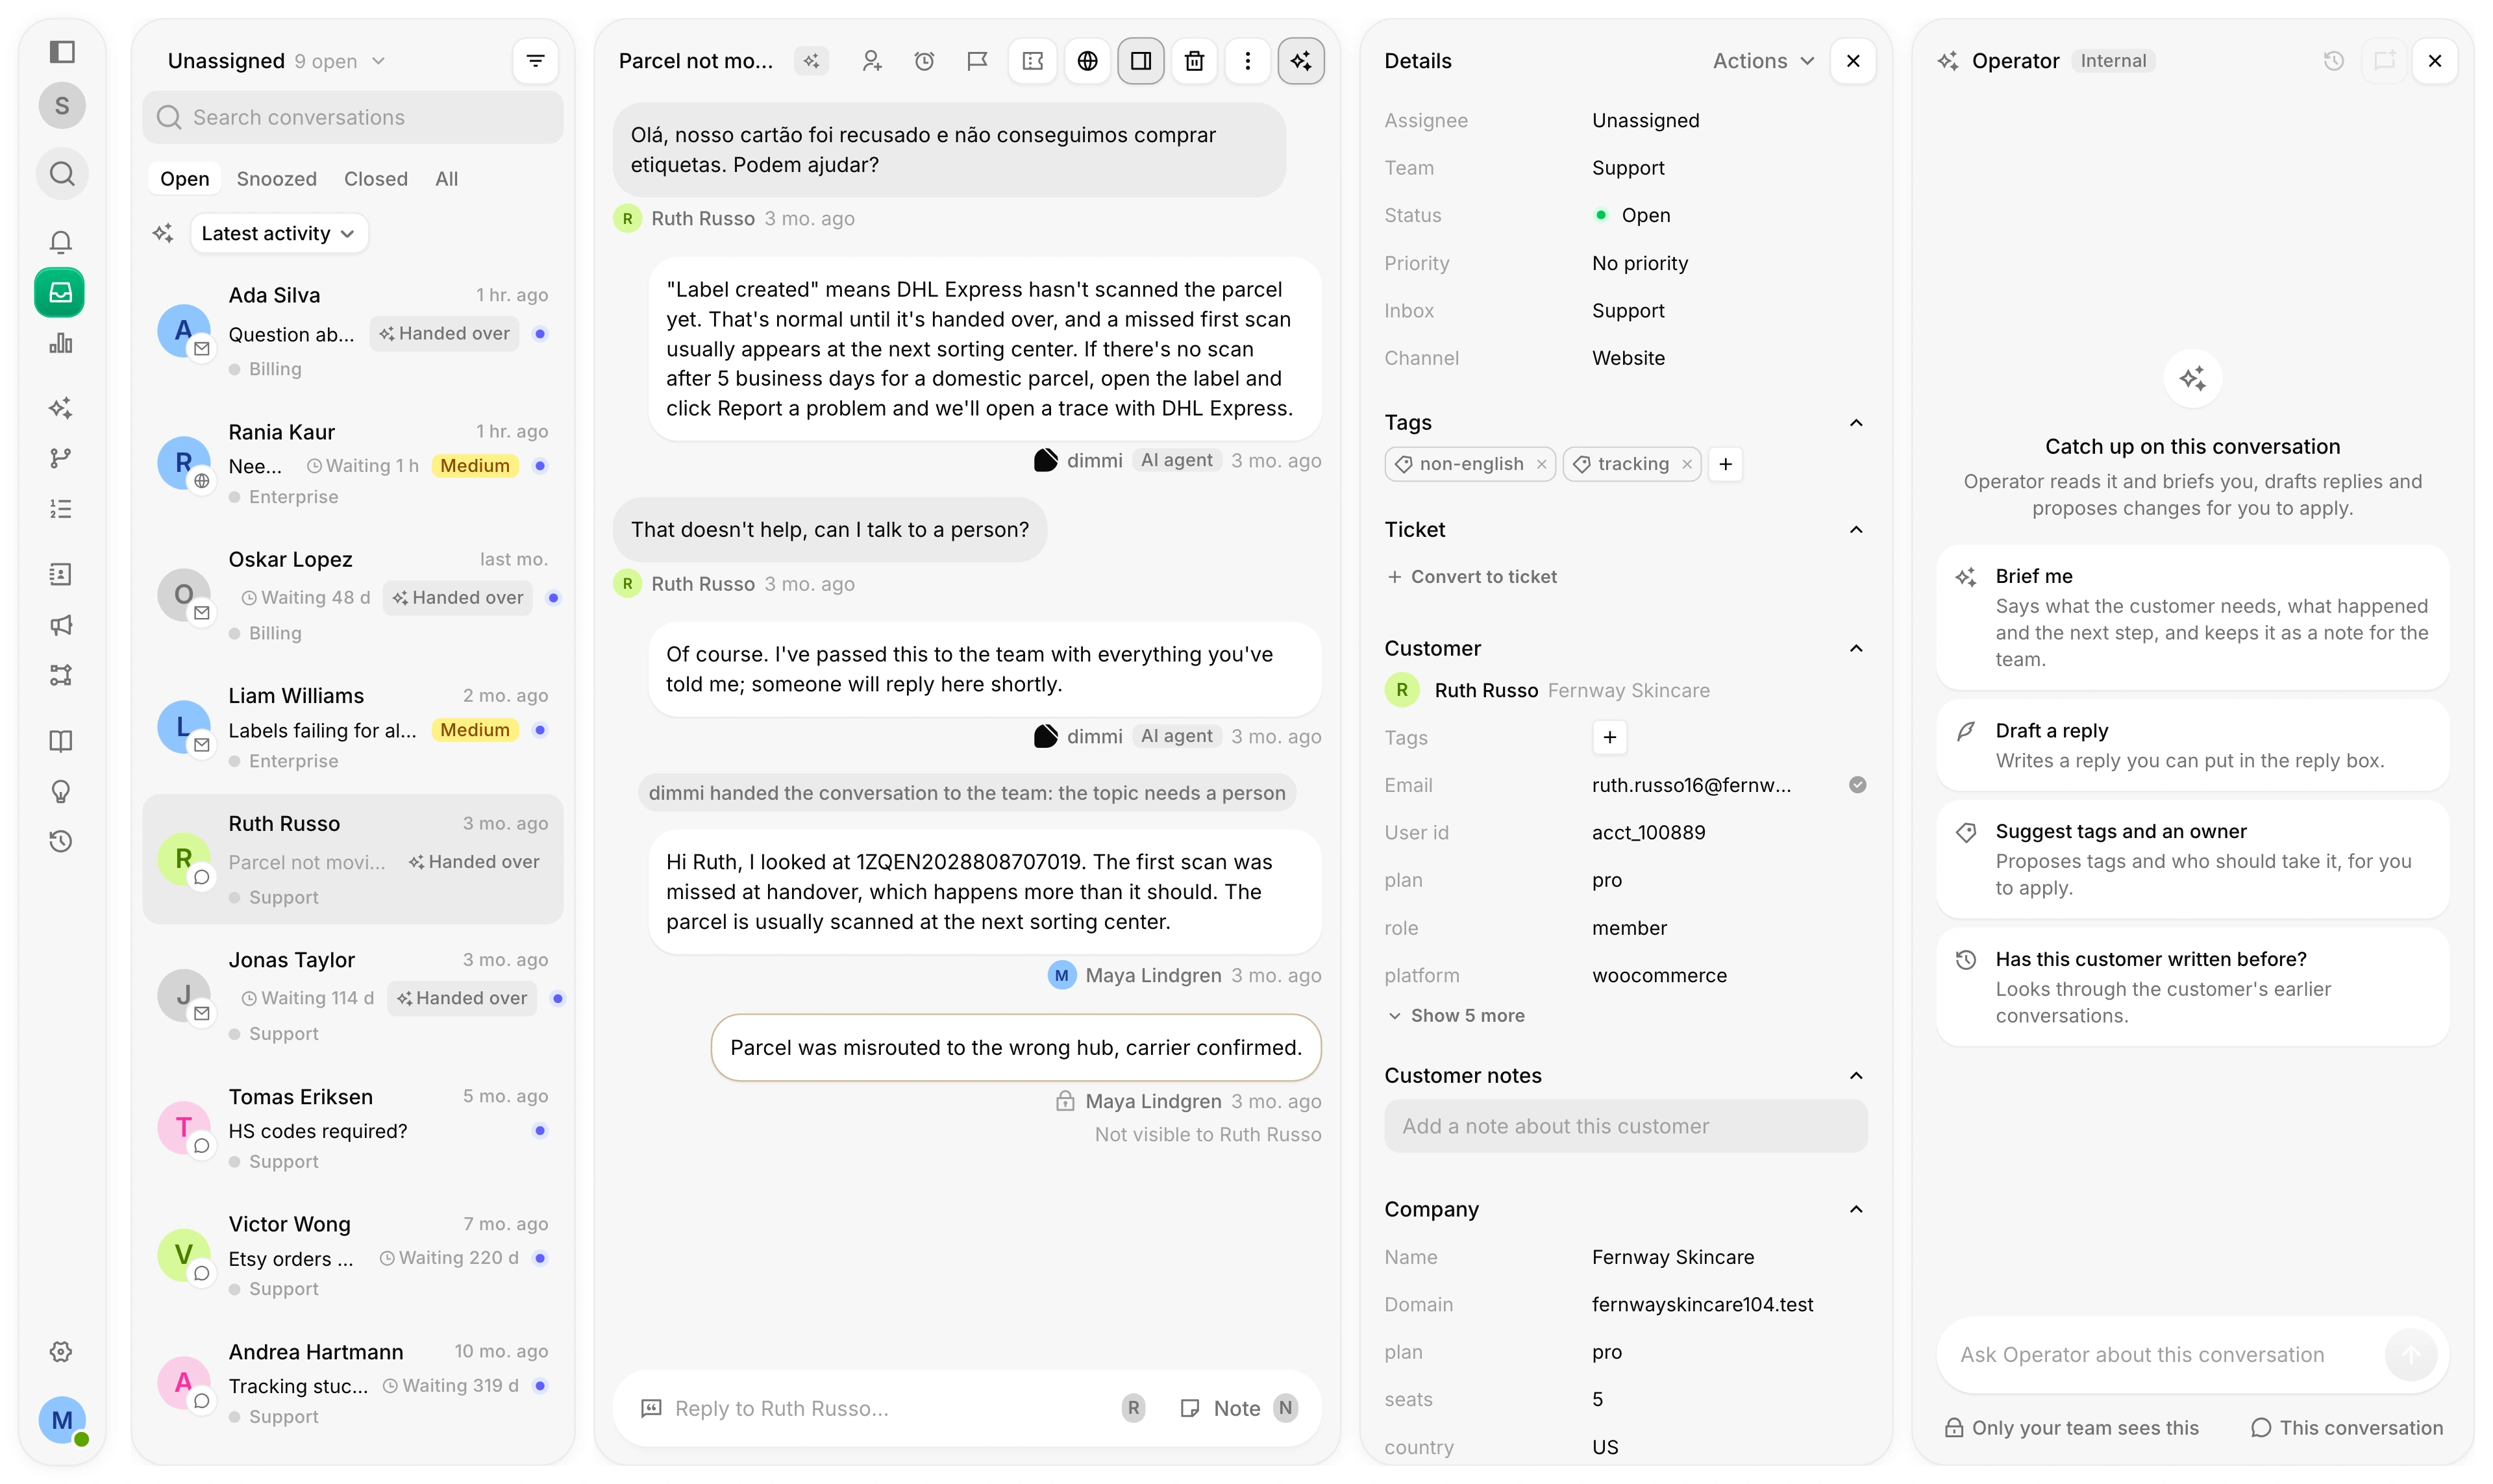 S
M
Unassigned 9 open
Search conversations
Open Snoozed Closed All
Latest activity
A
Ada Silva 1 hr. ago
Question ab... Handed over
Billing
R
Rania Kaur 1 hr. ago
Nee... Waiting 1 h Medium
Enterprise
O
Oskar Lopez last mo.
Waiting 48 d Handed over
Billing
L
Liam Williams 2 mo. ago
Labels failing for al... Medium
Enterprise
R
Ruth Russo 3 mo. ago
Parcel not movi... Handed over
Support
J
Jonas Taylor 3 mo. ago
Waiting 114 d Handed over
Support
T
Tomas Eriksen 5 mo. ago
HS codes required?
Support
V
Victor Wong 7 mo. ago
Etsy orders ... Waiting 220 d
Support
A
Andrea Hartmann 10 mo. ago
Tracking stuc... Waiting 319 d
Support
Parcel not mo...
Olá, nosso cartão foi recusado e não conseguimos comprar
etiquetas. Podem ajudar?
R Ruth Russo 3 mo. ago
"Label created" means DHL Express hasn't scanned the parcel
yet. That's normal until it's handed over, and a missed first scan
usually appears at the next sorting center. If there's no scan
after 5 business days for a domestic parcel, open the label and
click Report a problem and we'll open a trace with DHL Express.
dimmi AI agent 3 mo. ago
That doesn't help, can I talk to a person?
R Ruth Russo 3 mo. ago
Of course. I've passed this to the team with everything you've
told me; someone will reply here shortly.
dimmi AI agent 3 mo. ago
dimmi handed the conversation to the team: the topic needs a person
Hi Ruth, I looked at 1ZQEN2028808707019. The first scan was
missed at handover, which happens more than it should. The
parcel is usually scanned at the next sorting center.
M Maya Lindgren 3 mo. ago
Parcel was misrouted to the wrong hub, carrier confirmed.
Maya Lindgren 3 mo. ago
Not visible to Ruth Russo
Reply to Ruth Russo... R Note N
Details Actions
Assignee Unassigned
Team Support
Status Open
Priority No priority
Inbox Support
Channel Website
Tags
non-english tracking
Ticket
Convert to ticket
Customer
R Ruth Russo Fernway Skincare
Tags
Email ruth.russo16@fernw...
User id acct_100889
plan pro
role member
platform woocommerce
Show 5 more
Customer notes
Add a note about this customer
Company
Name Fernway Skincare
Domain fernwayskincare104.test
plan pro
seats 5
country US
Operator Internal
Catch up on this conversation
Operator reads it and briefs you, drafts replies and
proposes changes for you to apply.
Brief me
Says what the customer needs, what happened
and the next step, and keeps it as a note for the
team.
Draft a reply
Writes a reply you can put in the reply box.
Suggest tags and an owner
Proposes tags and who should take it, for you
to apply.
Has this customer written before?
Looks through the customer's earlier
conversations.
Ask Operator about this conversation
Only your team sees this This conversation